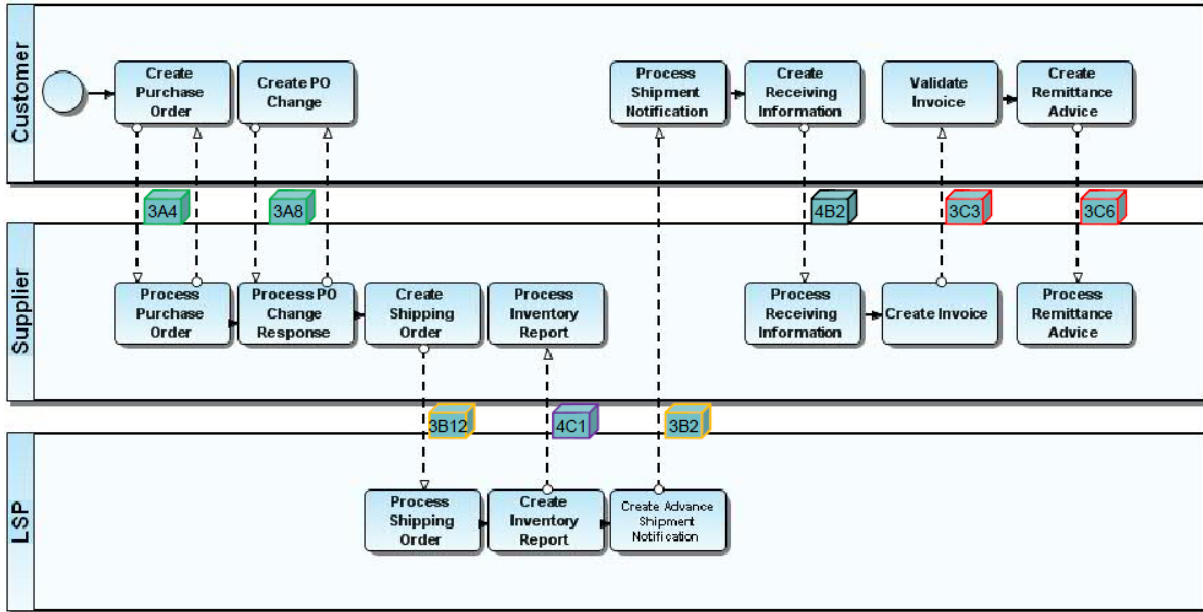 Customer
Create
Purchase
Order
Create PO
Change
Process
Shipment
Notification
Create
Receiving
Information
Validate
Invoice
Create
Remittance
Advice
3A4
3A8
4B2
3C3
3C6
Supplier
Process
Purchase
Order
Process PO
Change
Response
Create
Shipping
Order
Process
Inventory
Report
Process
Receiving
Information
Create Invoice
Process
Remittance
Advice
3B12
4C1
3B2
LSP
Process
Shipping
Order
Create
Inventory
Report
Create Advance
Shipment
Notification